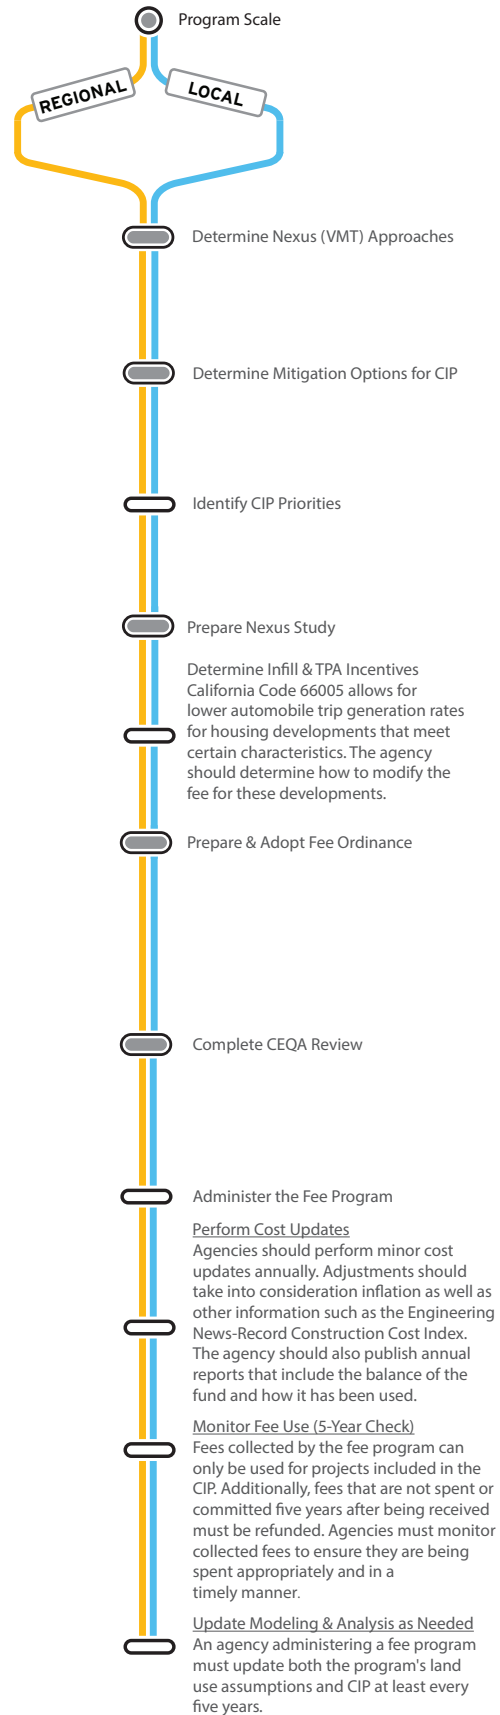 Program Scale
REGIONAL
LOCAL
Determine Nexus (VMT) Approaches
Determine Mitigation Options for CIP
Identify CIP Priorities
Prepare Nexus Study
Determine Infill & TPA Incentives
California Code 66005 allows for
lower automobile trip generation rates
for housing developments that meet
certain characteristics. The agency
should determine how to modify the
fee for these developments.
Prepare & Adopt Fee Ordinance
Complete CEQA Review
Administer the Fee Program
Perform Cost Updates
Agencies should perform minor cost
updates annually. Adjustments should
take into consideration inflation as well as
other information such as the Engineering
News-Record Construction Cost Index.
The agency should also publish annual
reports that include the balance of the
fund and how it has been used.
Monitor Fee Use (5-Year Check)
Fees collected by the fee program can
only be used for projects included in the
CIP. Additionally, fees that are not spent or
committed five years after being received
must be refunded. Agencies must monitor
collected fees to ensure they are being
spent appropriately and in a
timely manner.
Update Modeling & Analysis as Needed
An agency administering a fee program
must update both the program's land
use assumptions and CIP at least every
five years.